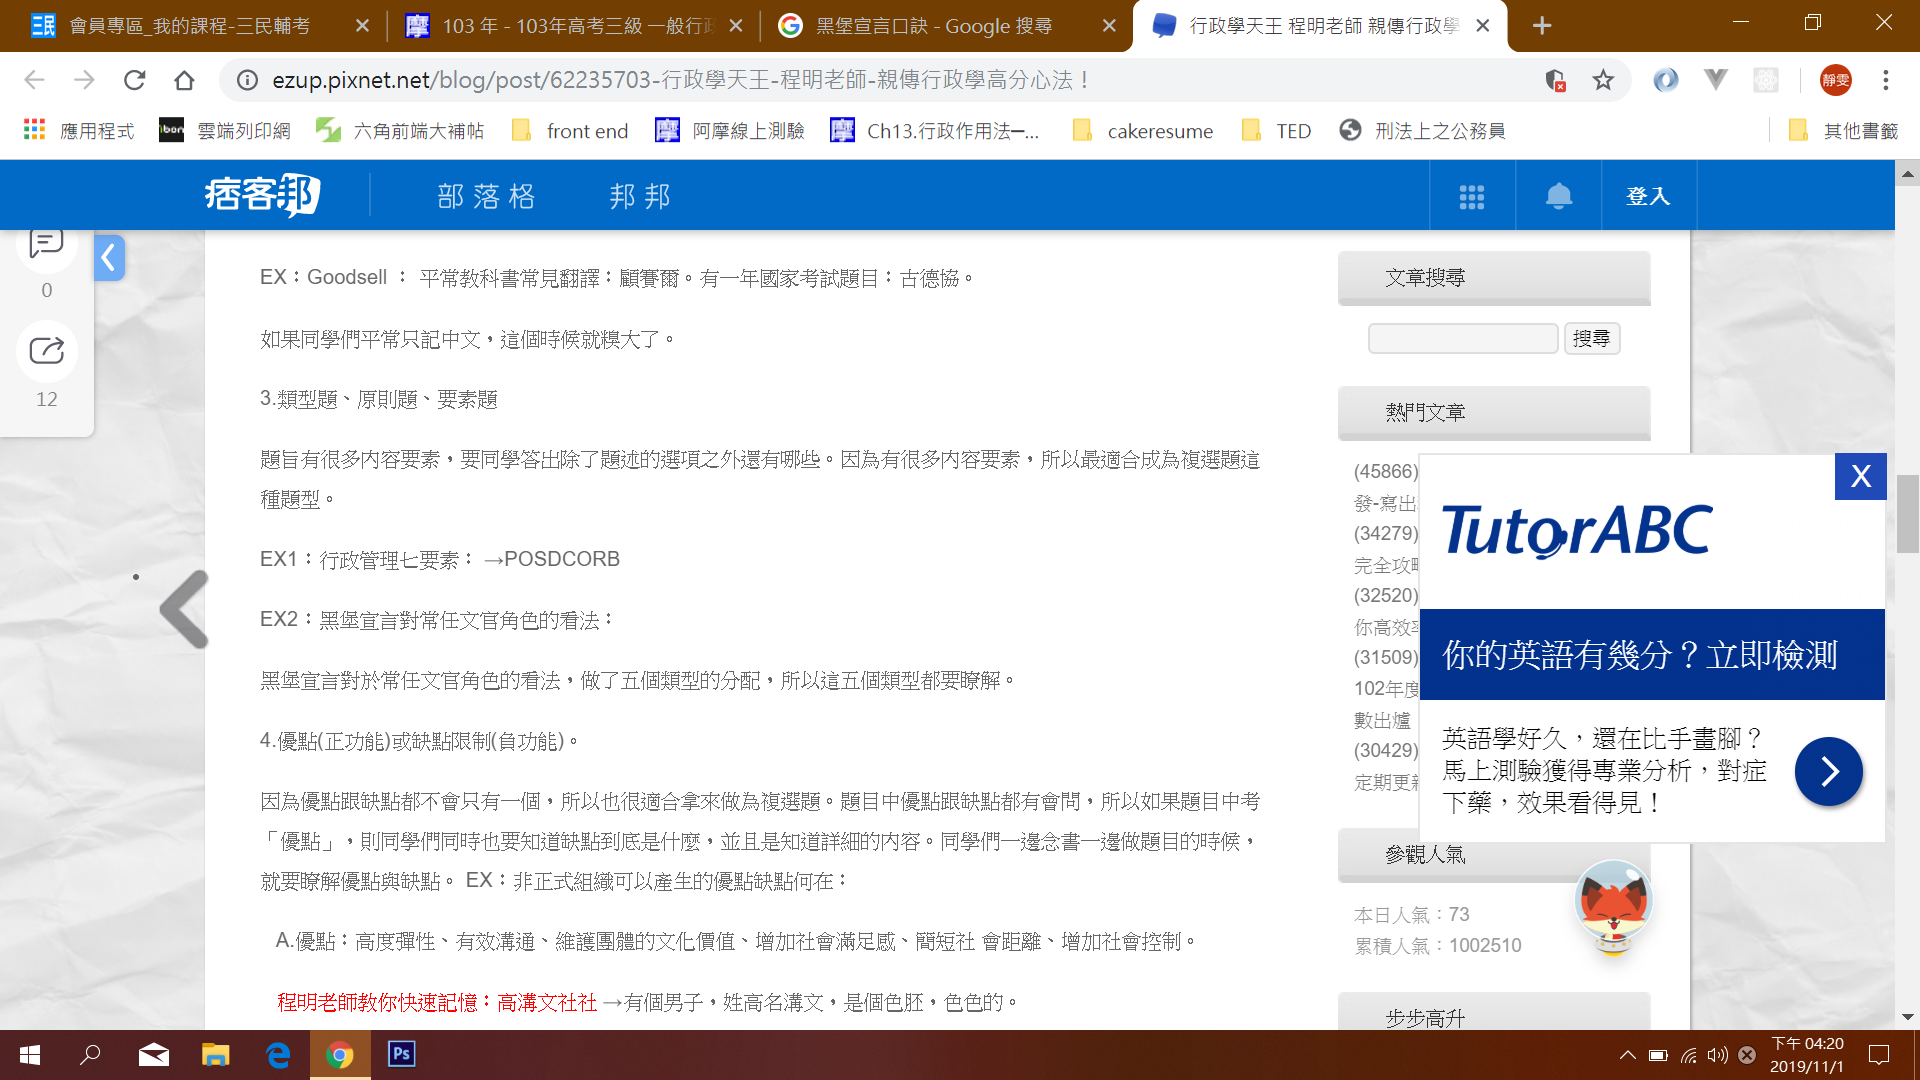 會員專區_我的課程-三民輔考
103 年 - 103年高考三級 一般行政
黑堡宣言口訣 - Google 搜尋
行政學天王 程明老師 親傳行政學
ezup.pixnet.net/blog/post/62235703-行政學天王-程明老師-親傳行政學高分心法！
靜雯
應用程式
ibon
雲端列印網
六角前端大補帖
front end
阿摩線上測驗
Ch13.行政作用法—...
cakeresume
TED
刑法上之公務員
其他書籤
痞客邦
部落格
邦邦
登入
0
12
EX：Goodsell ： 平常教科書常見翻譯：顧賽爾。有一年國家考試題目：古德協。
如果同學們平常只記中文，這個時候就糗大了。
3.類型題、原則題、要素題
題旨有很多內容要素，要同學答出除了題述的選項之外還有哪些。因為有很多內容要素，所以最適合成為複選題這
種題型。
EX1：行政管理七要素： →POSDCORB
EX2：黑堡宣言對常任文官角色的看法：
黑堡宣言對於常任文官角色的看法，做了五個類型的分配，所以這五個類型都要瞭解。
4.優點(正功能)或缺點限制(負功能)。
因為優點跟缺點都不會只有一個，所以也很適合拿來做為複選題。題目中優點跟缺點都有會問，所以如果題目中考
「優點」，則同學們同時也要知道缺點到底是什麼，並且是知道詳細的內容。同學們一邊念書一邊做題目的時候，
就要瞭解優點與缺點。 EX：非正式組織可以產生的優點缺點何在：
A.優點：高度彈性、有效溝通、維護團體的文化價值、增加社會滿足感、簡短社 會距離、增加社會控制。
程明老師教你快速記憶：高溝文社社 →有個男子，姓高名溝文，是個色胚，色色的。
文章搜尋
搜尋
熱門文章
(45866)
發-寫出
(34279)
完全攻略
(32520)
你高效率
(31509)
102年度
數出爐
(30429)
定期更新
X
TutorABC
你的英語有幾分？立即檢測
英語學好久，還在比手畫腳？
馬上測驗獲得專業分析，對症
下藥，效果看得見！
參觀人氣
本日人氣：73
累積人氣：1002510
步步高升
Ps
下午 04:20
2019/11/1